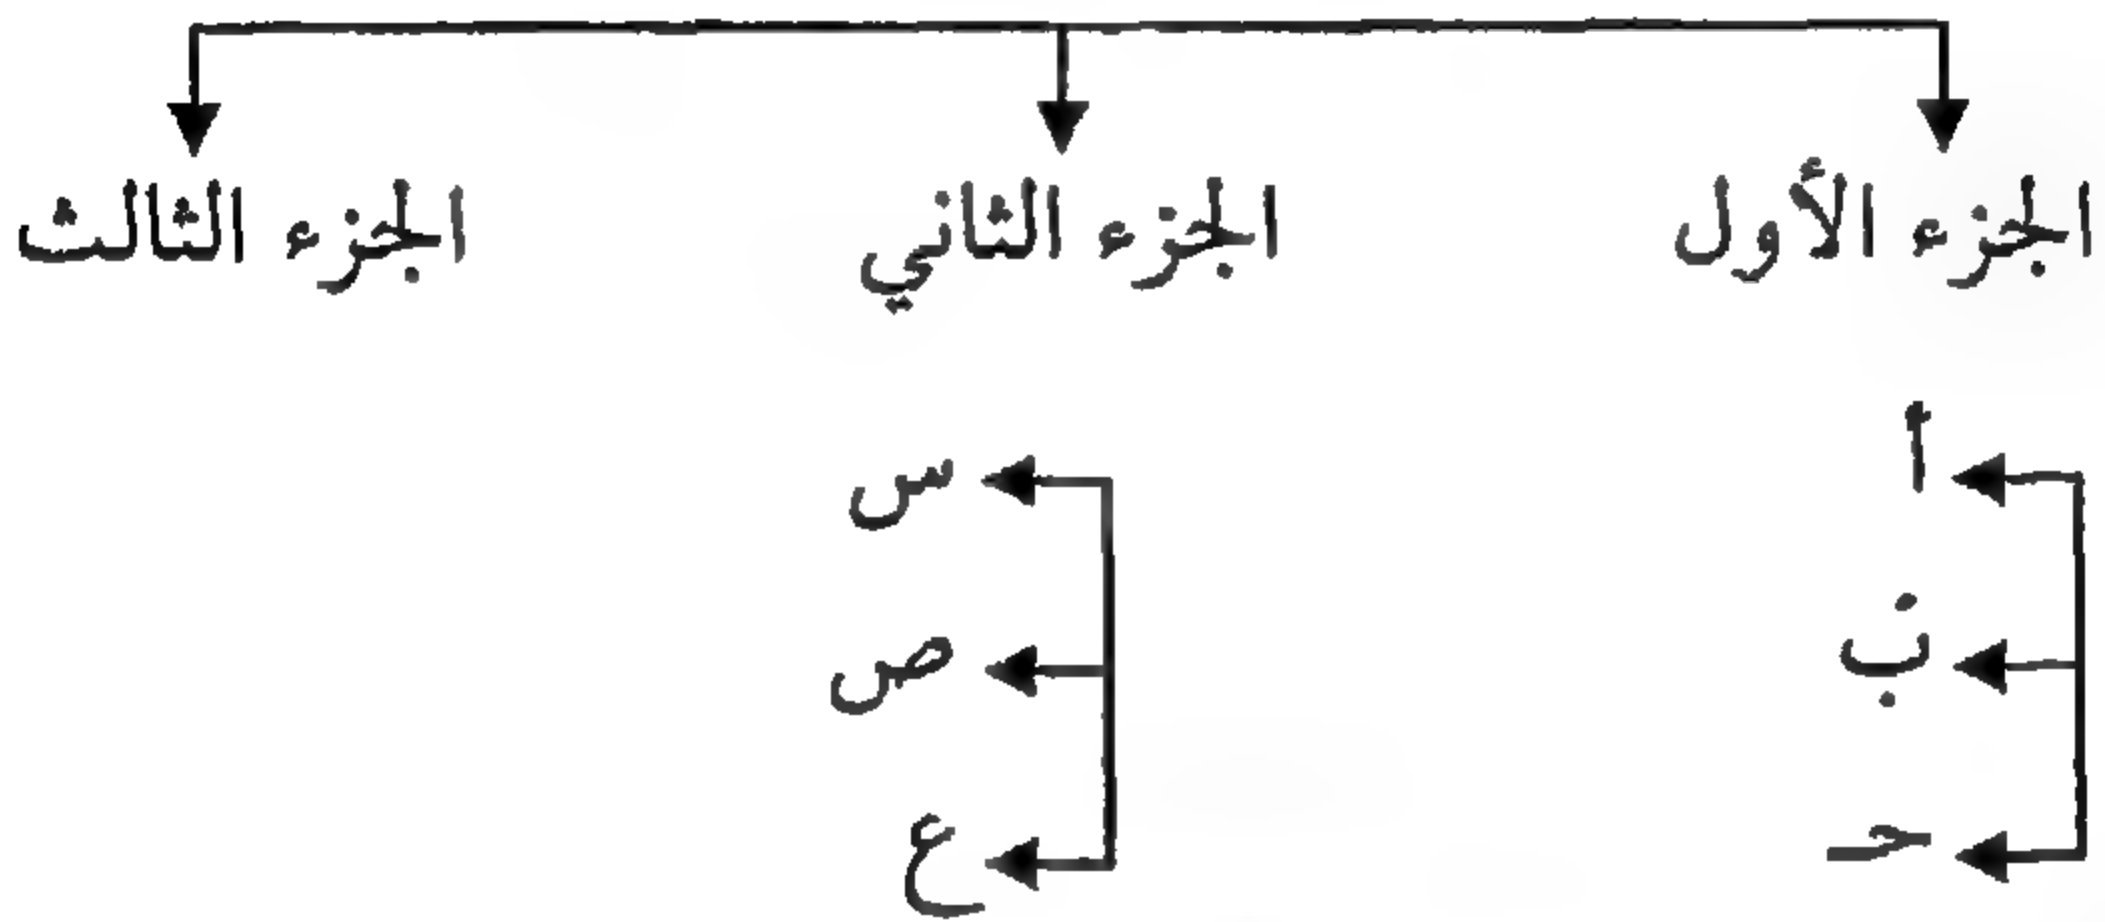 الجزء الأول الجزء الثاني الجزء الثالث
أ س
ب ص
حـ ع